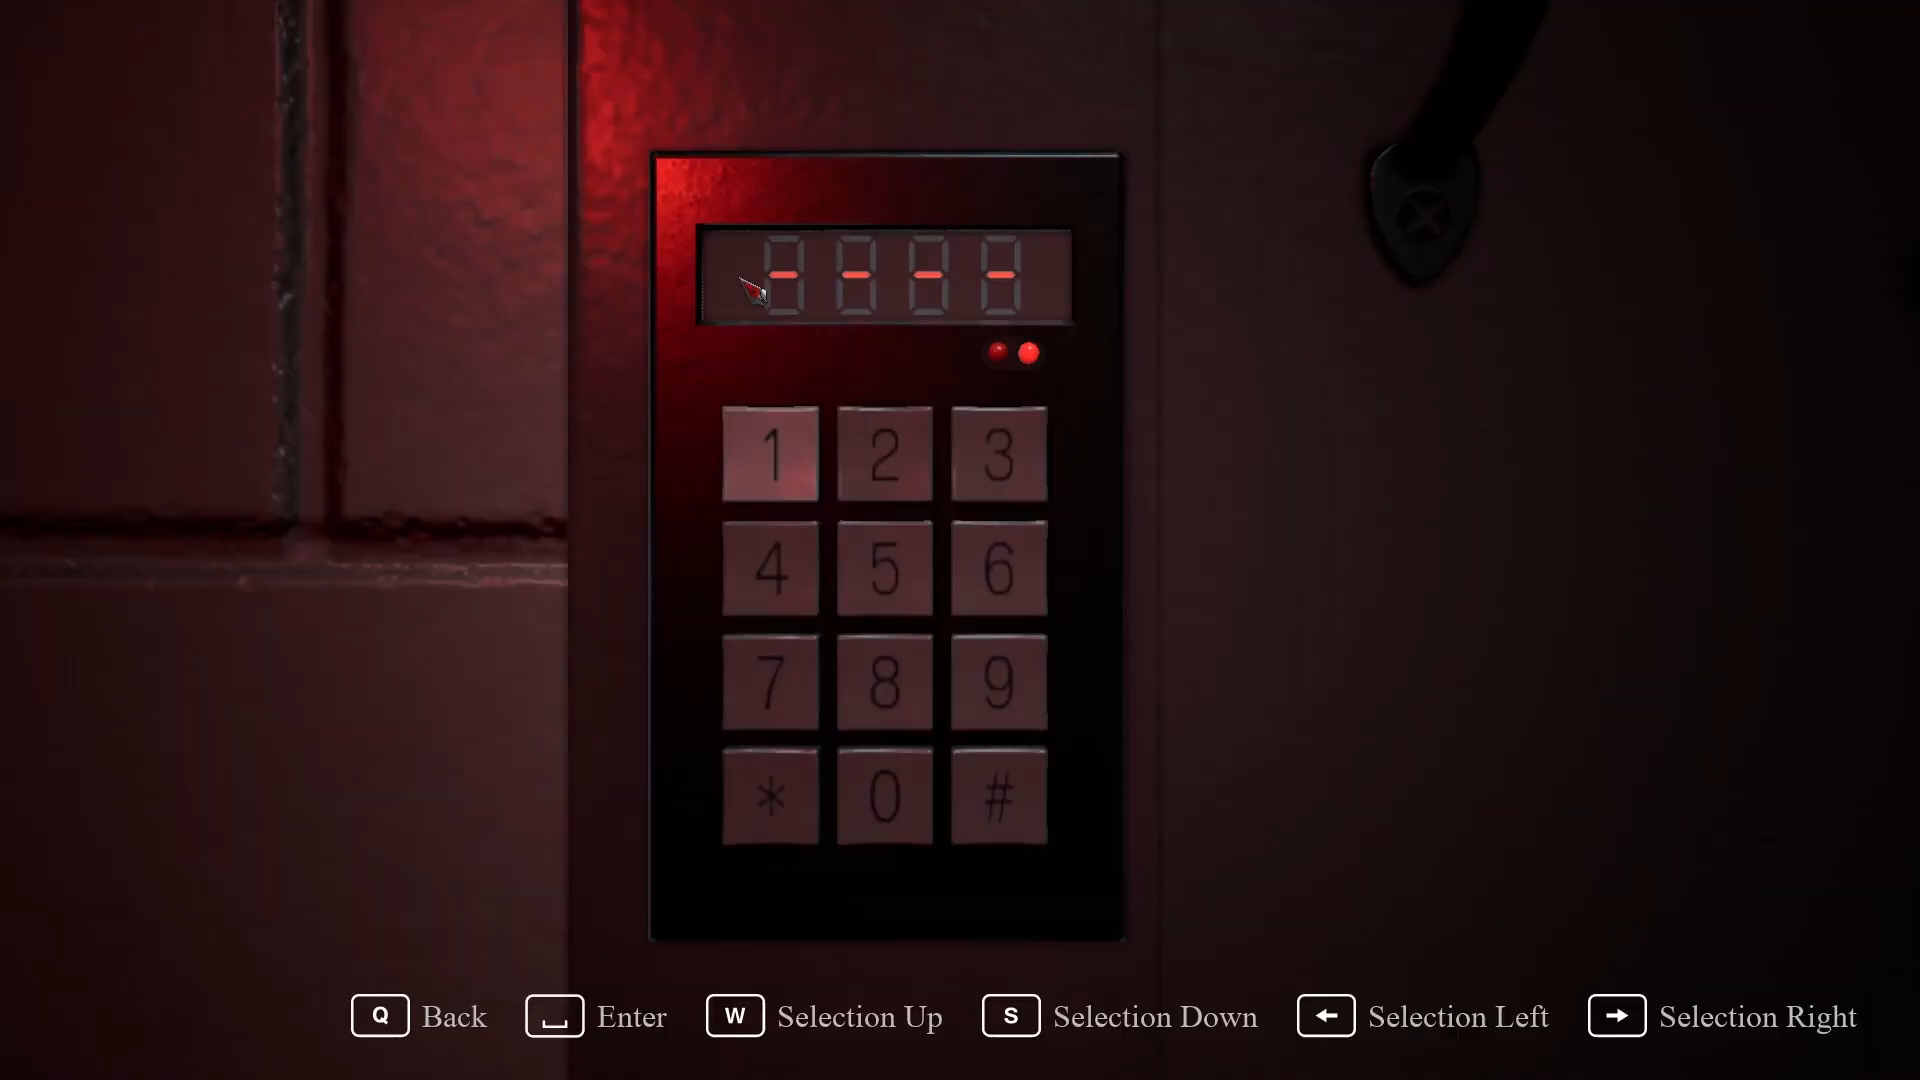 - - - -
1 2 3
4 5 6
7 8 9
* 0 #
Q Back Enter W Selection Up S Selection Down ← Selection Left → Selection Right